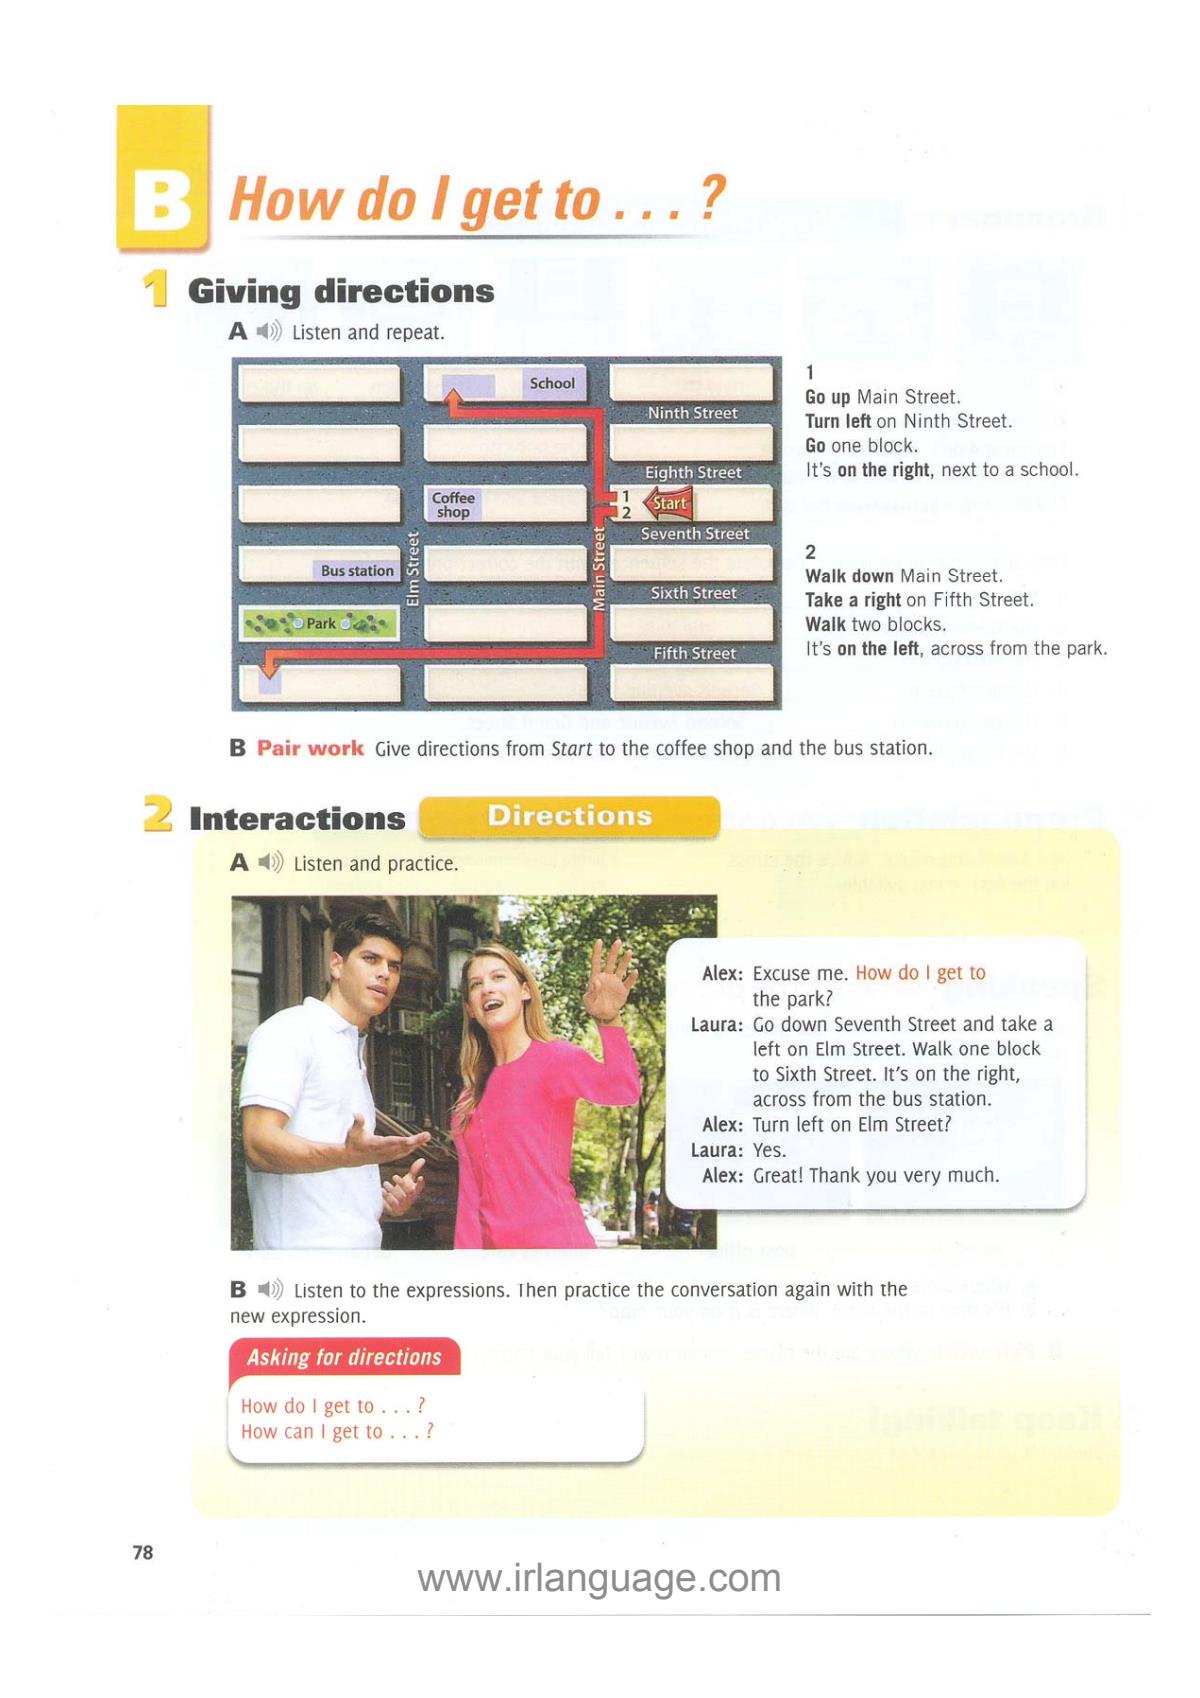 B How do I get to . . . ?
1 Giving directions
A Listen and repeat.
School
Ninth Street
Eighth Street
Coffee
shop
1
2
Start
Seventh Street
Elm Street
Main Street
Bus station
Sixth Street
Park
Fifth Street
1
Go up Main Street.
Turn left on Ninth Street.
Go one block.
It's on the right, next to a school.
2
Walk down Main Street.
Take a right on Fifth Street.
Walk two blocks.
It's on the left, across from the park.
B Pair work Give directions from Start to the coffee shop and the bus station.
2 Interactions Directions
A Listen and practice.
Alex: Excuse me. How do I get to
the park?
Laura: Go down Seventh Street and take a
left on Elm Street. Walk one block
to Sixth Street. It's on the right,
across from the bus station.
Alex: Turn left on Elm Street?
Laura: Yes.
Alex: Great! Thank you very much.
B Listen to the expressions. Then practice the conversation again with the
new expression.
Asking for directions
How do I get to . . . ?
How can I get to . . . ?
78
www.irlanguage.com